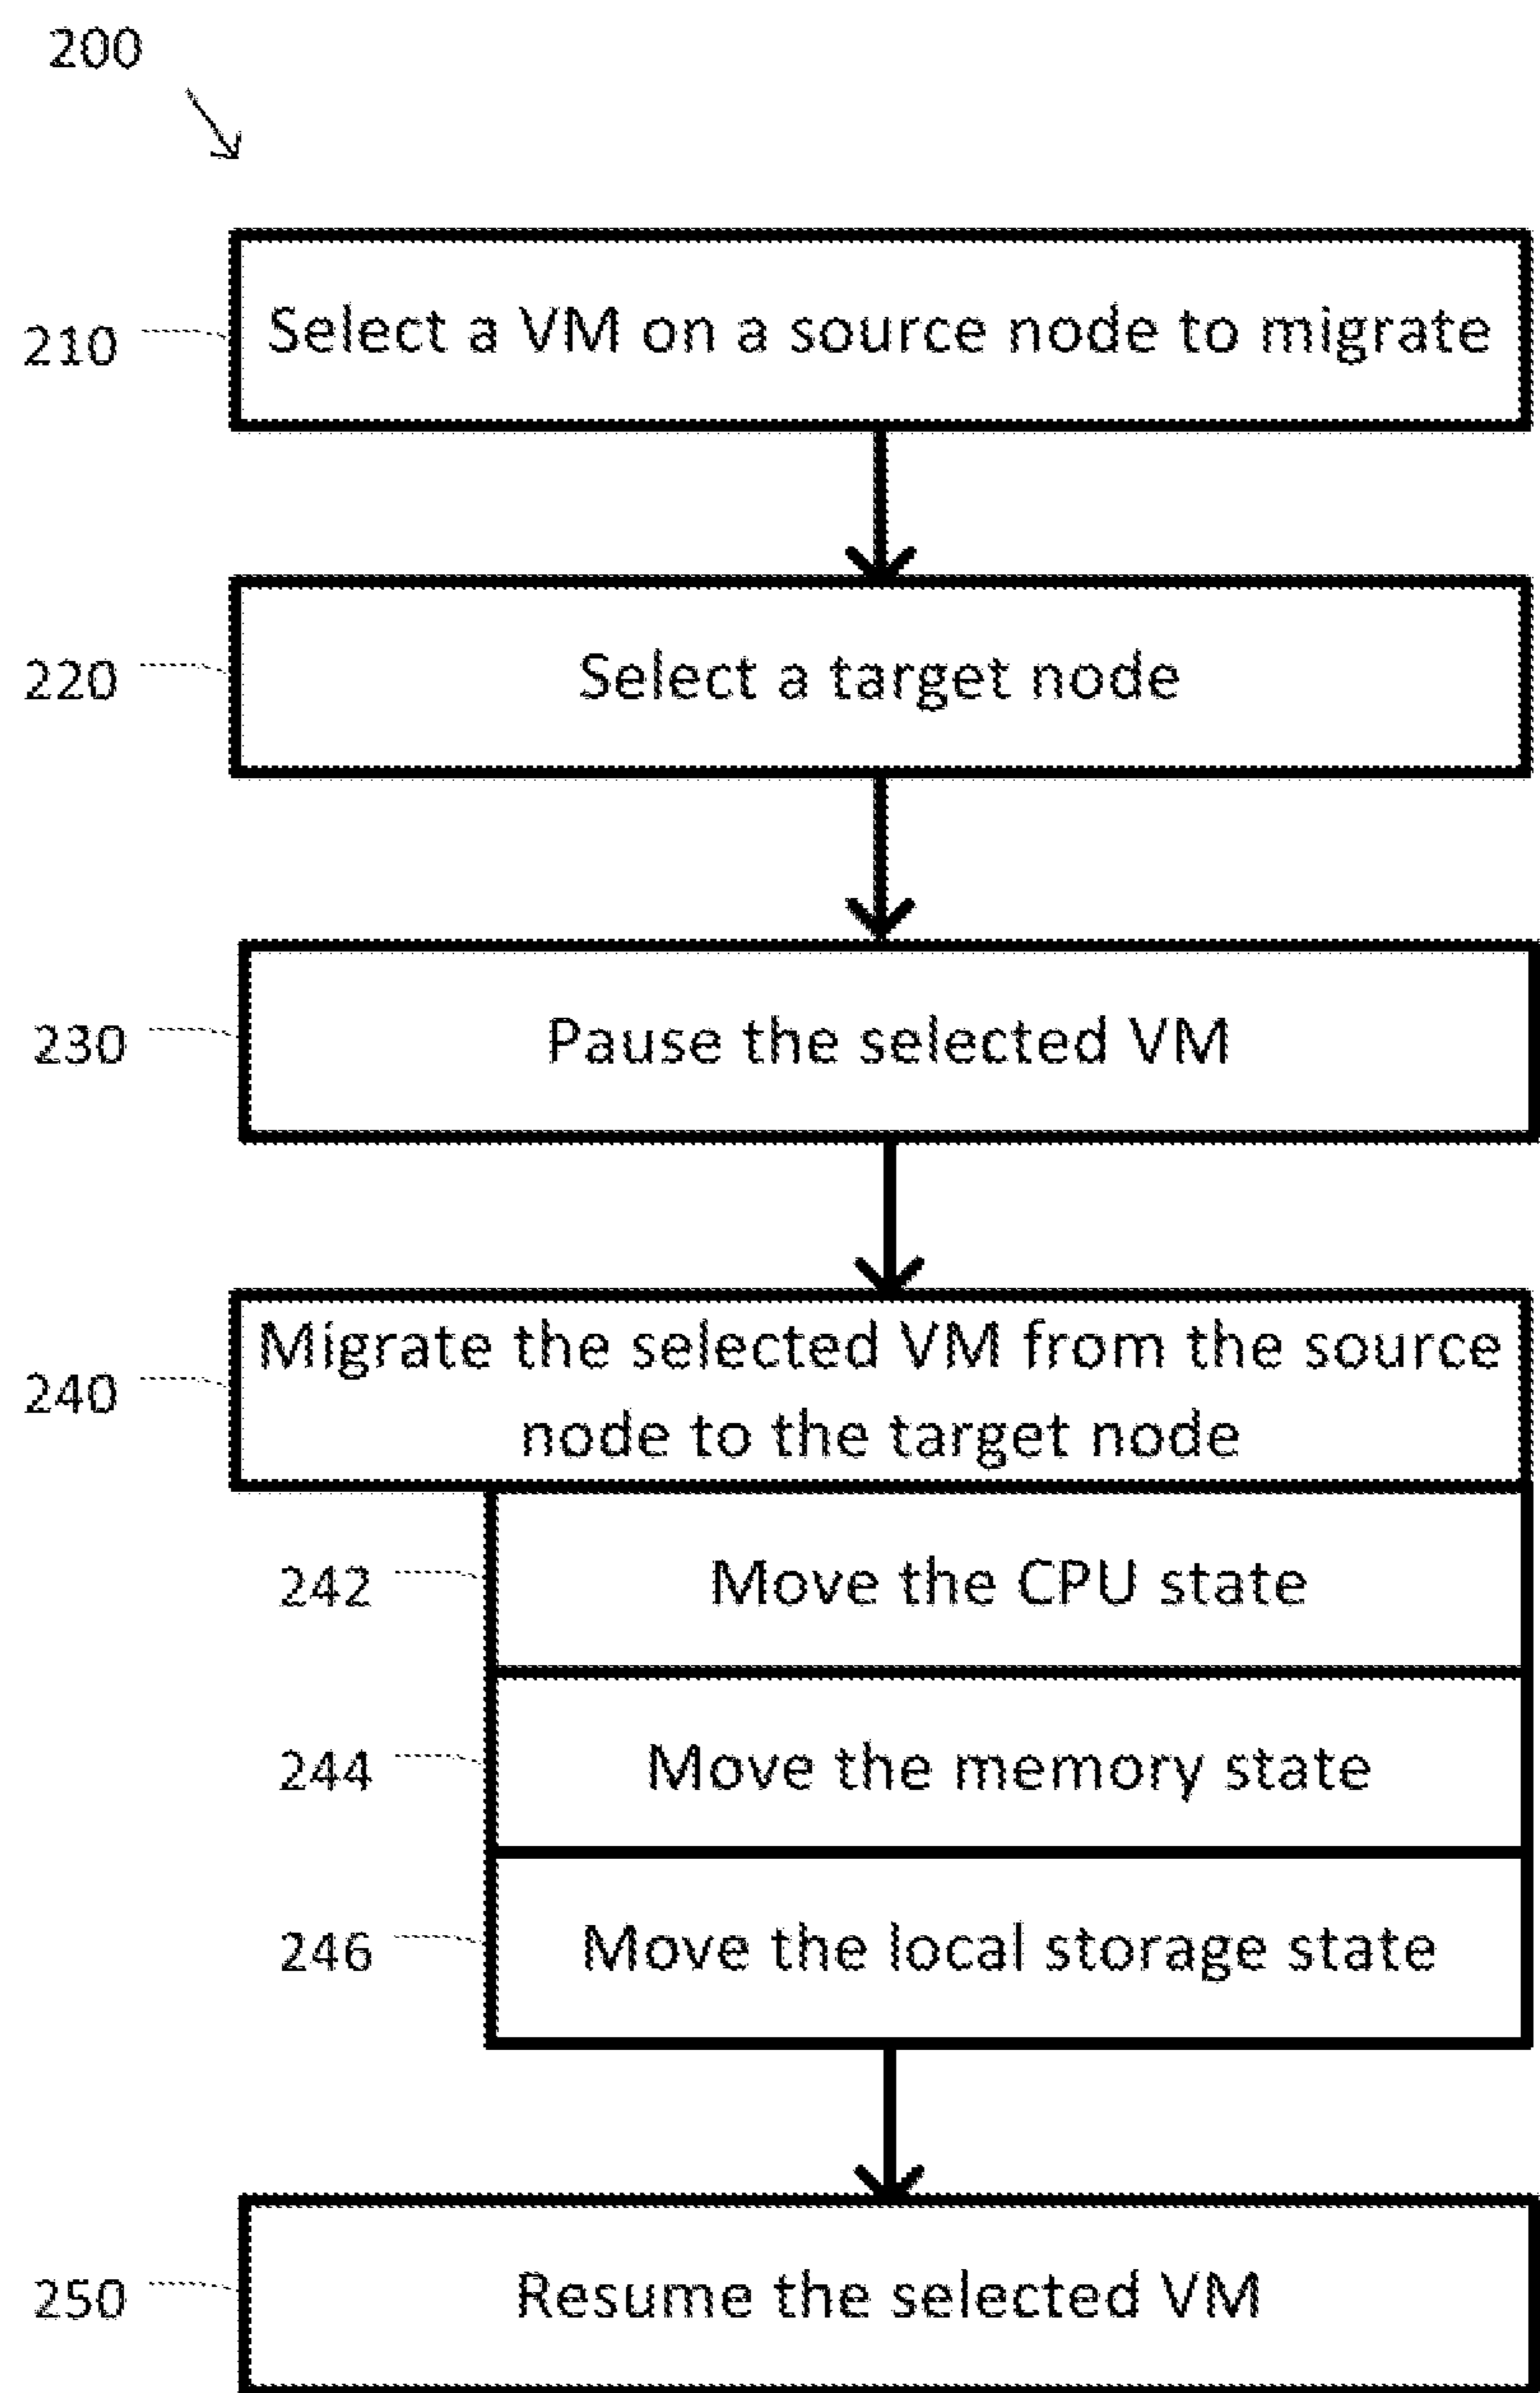 200
210 Select a VM on a source node to migrate
220 Select a target node
230 Pause the selected VM
240 Migrate the selected VM from the source
node to the target node
242 Move the CPU state
244 Move the memory state
246 Move the local storage state
250 Resume the selected VM